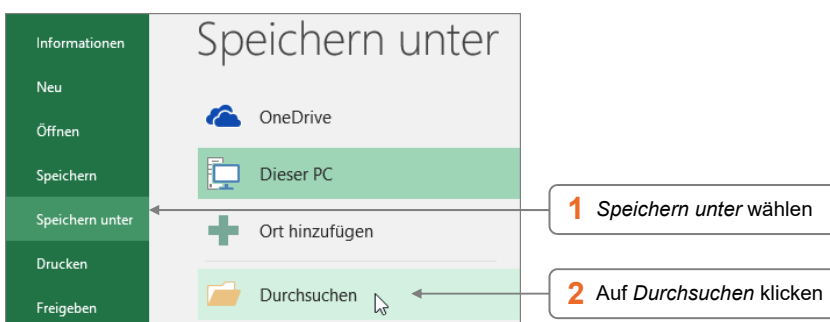 Informationen
Neu
Öffnen
Speichern
Speichern unter
Drucken
Freigeben
Speichern unter
OneDrive
Dieser PC
Ort hinzufügen
Durchsuchen
1 Speichern unter wählen
2 Auf Durchsuchen klicken